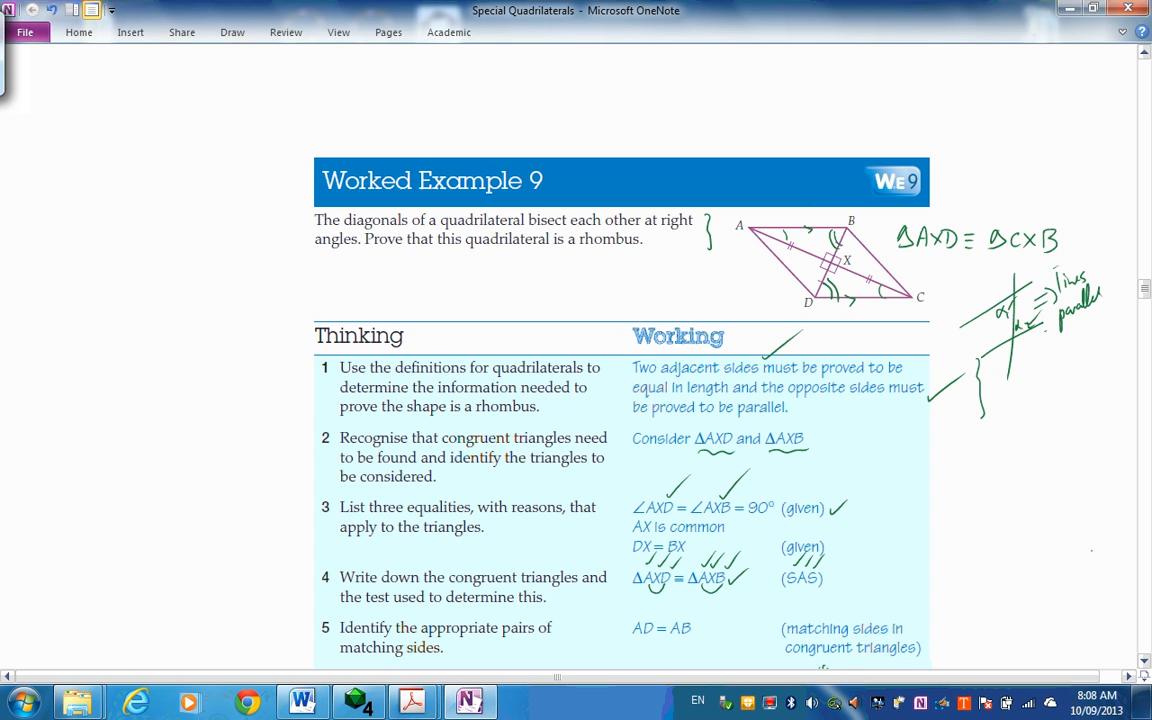 Special Quadrilaterals - Microsoft OneNote
File Home Insert Share Draw Review View Pages Academic
Worked Example 9
WE 9
The diagonals of a quadrilateral bisect each other at right
angles. Prove that this quadrilateral is a rhombus.
A
B
X
D
C
ΔAXD ≡ ΔCXB
lines
parallel
Thinking
Working
1 Use the definitions for quadrilaterals to
determine the information needed to
prove the shape is a rhombus.
Two adjacent sides must be proved to be
equal in length and the opposite sides must
be proved to be parallel.
2 Recognise that congruent triangles need
to be found and identify the triangles to
be considered.
Consider ΔAXD and ΔAXB
3 List three equalities, with reasons, that
apply to the triangles.
∠AXD = ∠AXB = 90° (given)
AX is common
DX = BX (given)
4 Write down the congruent triangles and
the test used to determine this.
ΔAXD ≡ ΔAXB (SAS)
5 Identify the appropriate pairs of
matching sides.
AD = AB (matching sides in
congruent triangles)
EN
8:08 AM
10/09/2013